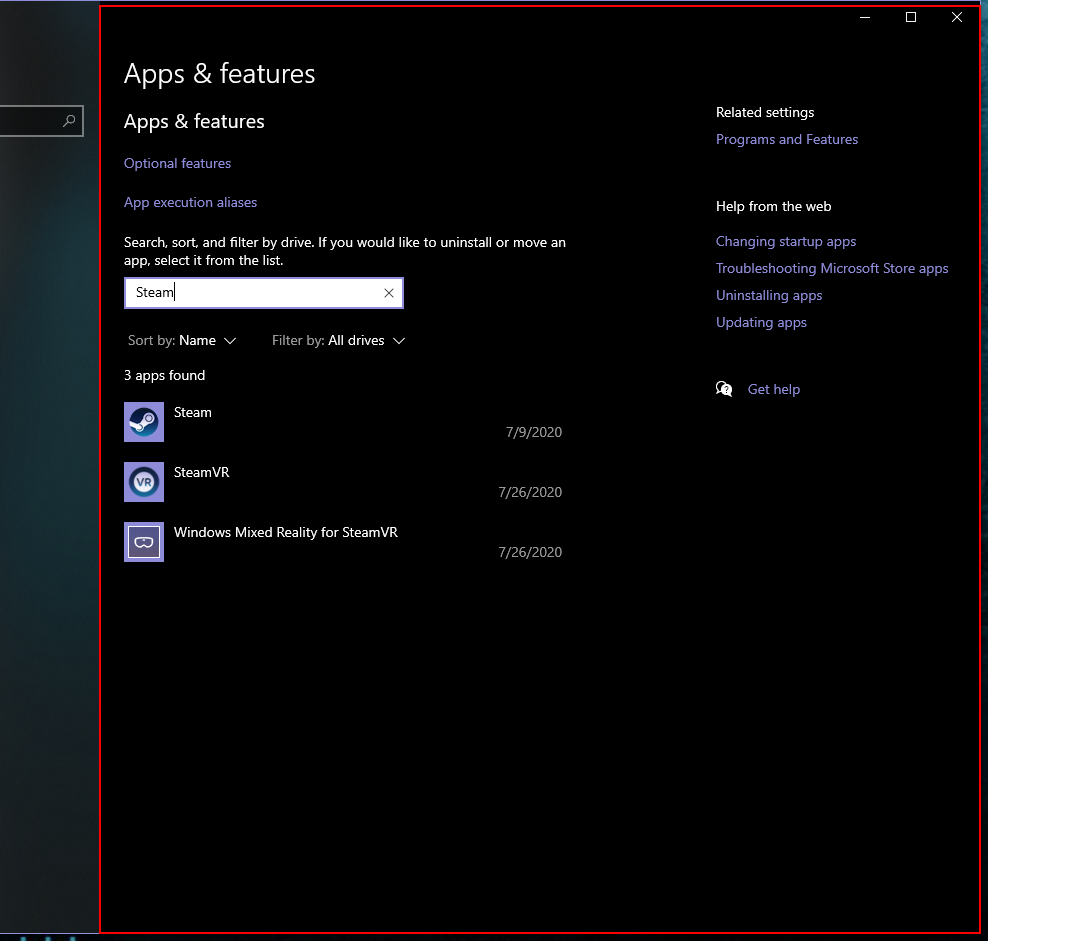 Apps & features
Apps & features
Optional features
App execution aliases
Search, sort, and filter by drive. If you would like to uninstall or move an
app, select it from the list.
Steam
Sort by: Name
Filter by: All drives
3 apps found
Steam
7/9/2020
VR
SteamVR
7/26/2020
Windows Mixed Reality for SteamVR
7/26/2020
Related settings
Programs and Features
Help from the web
Changing startup apps
Troubleshooting Microsoft Store apps
Uninstalling apps
Updating apps
Get help